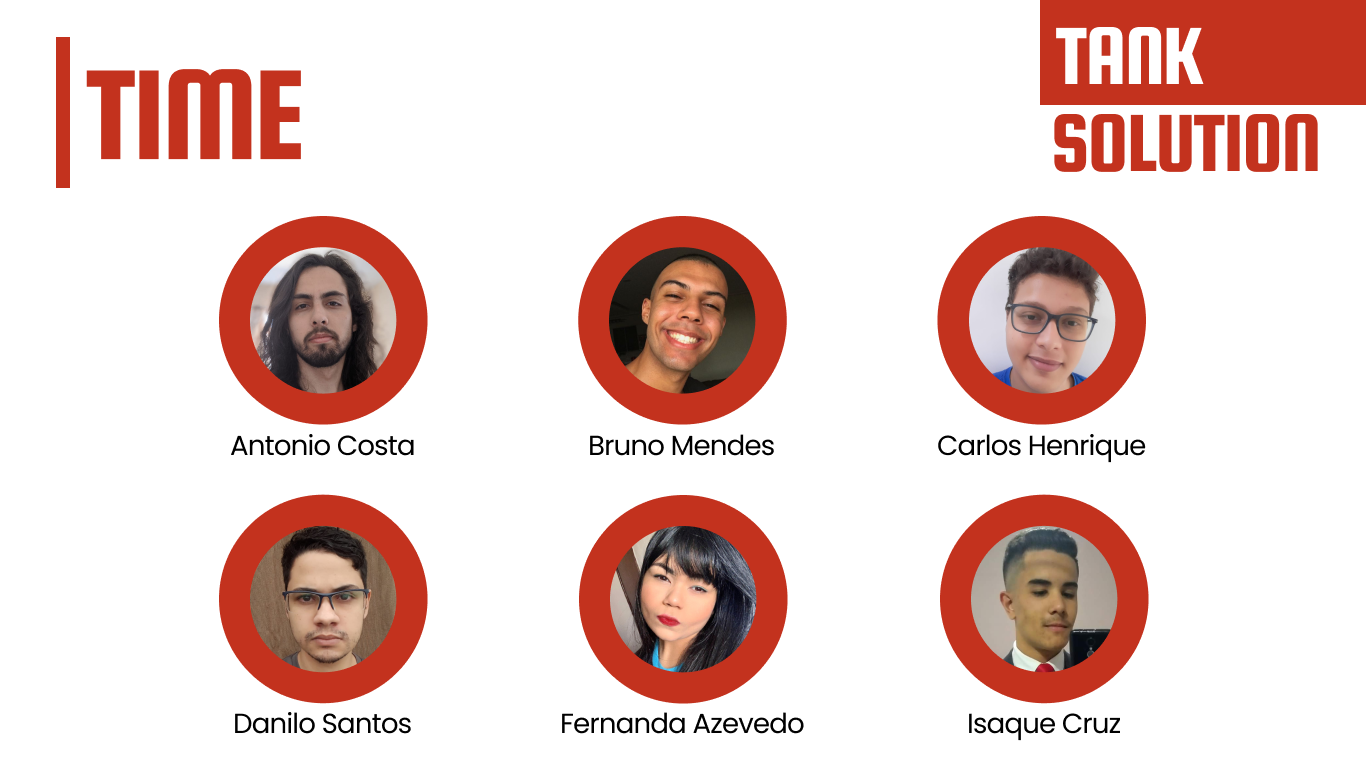 TIME
TANK
SOLUTION
Antonio Costa
Bruno Mendes
Carlos Henrique
Danilo Santos
Fernanda Azevedo
Isaque Cruz